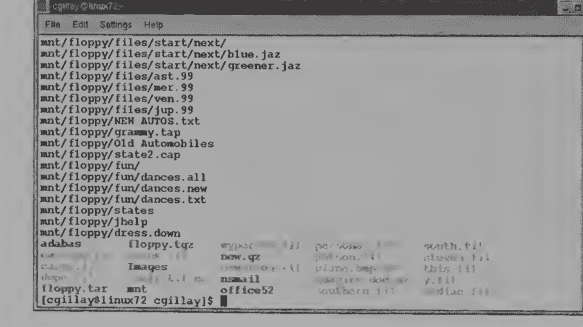 cgillay@linux72:~
File Edit Settings Help
mnt/floppy/files/start/next/
mnt/floppy/files/start/next/blue.jaz
mnt/floppy/files/start/next/greener.jaz
mnt/floppy/files/ast.99
mnt/floppy/files/mer.99
mnt/floppy/files/ven.99
mnt/floppy/files/jup.99
mnt/floppy/NEW AUTOS.txt
mnt/floppy/grammy.tap
mnt/floppy/Old Automobiles
mnt/floppy/state2.cap
mnt/floppy/fun/
mnt/floppy/fun/dances.all
mnt/floppy/fun/dances.new
mnt/floppy/fun/dances.txt
mnt/floppy/states
mnt/floppy/jhelp
mnt/floppy/dress.down
adabas floppy.tgz
new.gz
Images this.fil
nsmail
floppy.tar mnt office52
[cgillay@linux72 cgillay]$